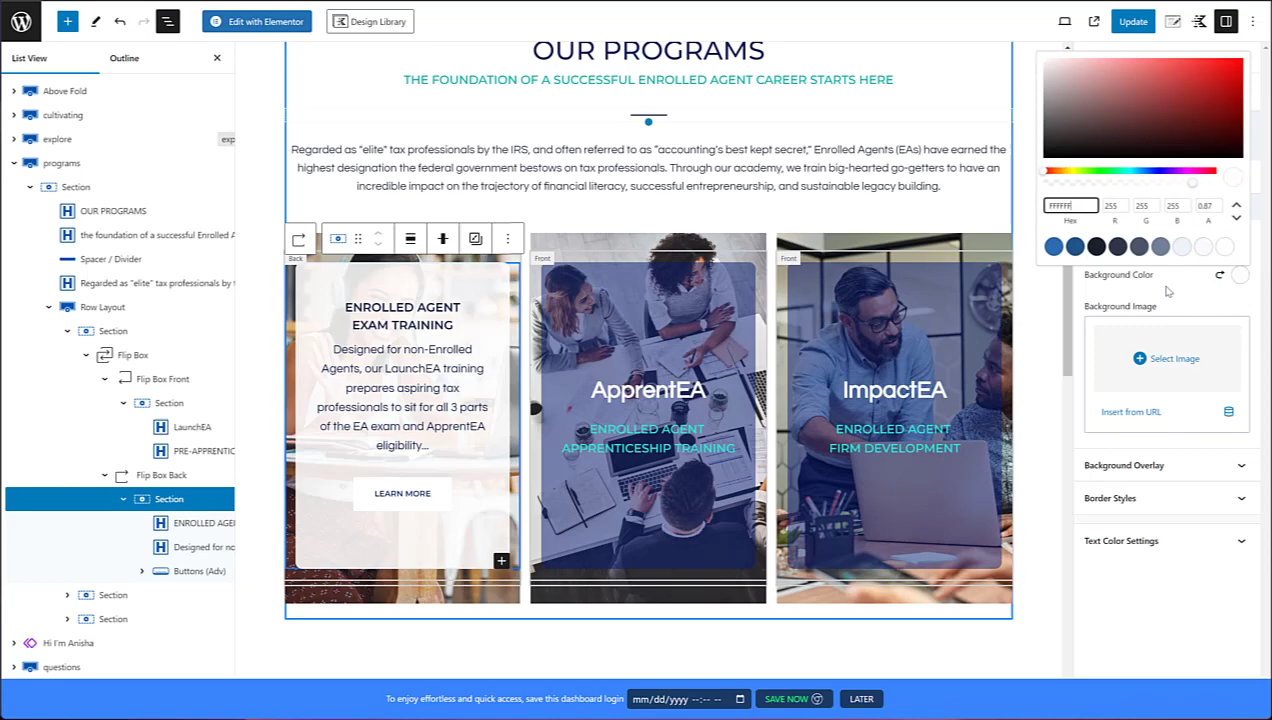 Edit with Elementor
Design Library
Update
List View
Outline
Above Fold
cultivating
explore
exp
programs
Section
OUR PROGRAMS
the foundation of a successful Enrolled A
Spacer / Divider
Regarded as "elite" tax professionals by t
Row Layout
Section
Flip Box
Flip Box Front
Section
LaunchEA
PRE-APPRENTIC
Flip Box Back
Section
ENROLLED AGE
Designed for no
Buttons (Adv)
Section
Section
Hi I'm Anisha
questions
OUR PROGRAMS
THE FOUNDATION OF A SUCCESSFUL ENROLLED AGENT CAREER STARTS HERE
Regarded as "elite" tax professionals by the IRS, and often referred to as "accounting's best kept secret," Enrolled Agents (EAs) have earned the
highest designation the federal government bestows on tax professionals. Through our academy, we train big-hearted go-getters to have an
incredible impact on the trajectory of financial literacy, successful entrepreneurship, and sustainable legacy building.
Back
ENROLLED AGENT
EXAM TRAINING
Designed for non-Enrolled
Agents, our LaunchEA training
prepares aspiring tax
professionals to sit for all 3 parts
of the EA exam and ApprentEA
eligibility...
LEARN MORE
Front
ApprentEA
ENROLLED AGENT
APPRENTICESHIP TRAINING
Front
ImpactEA
ENROLLED AGENT
FIRM DEVELOPMENT
FFFFFF 255 255 255 0.87
Hex R G B A
Background Color
Background Image
Select Image
Insert from URL
Background Overlay
Border Styles
Text Color Settings
To enjoy effortless and quick access, save this dashboard login mm/dd/yyyy --:-- -- SAVE NOW LATER